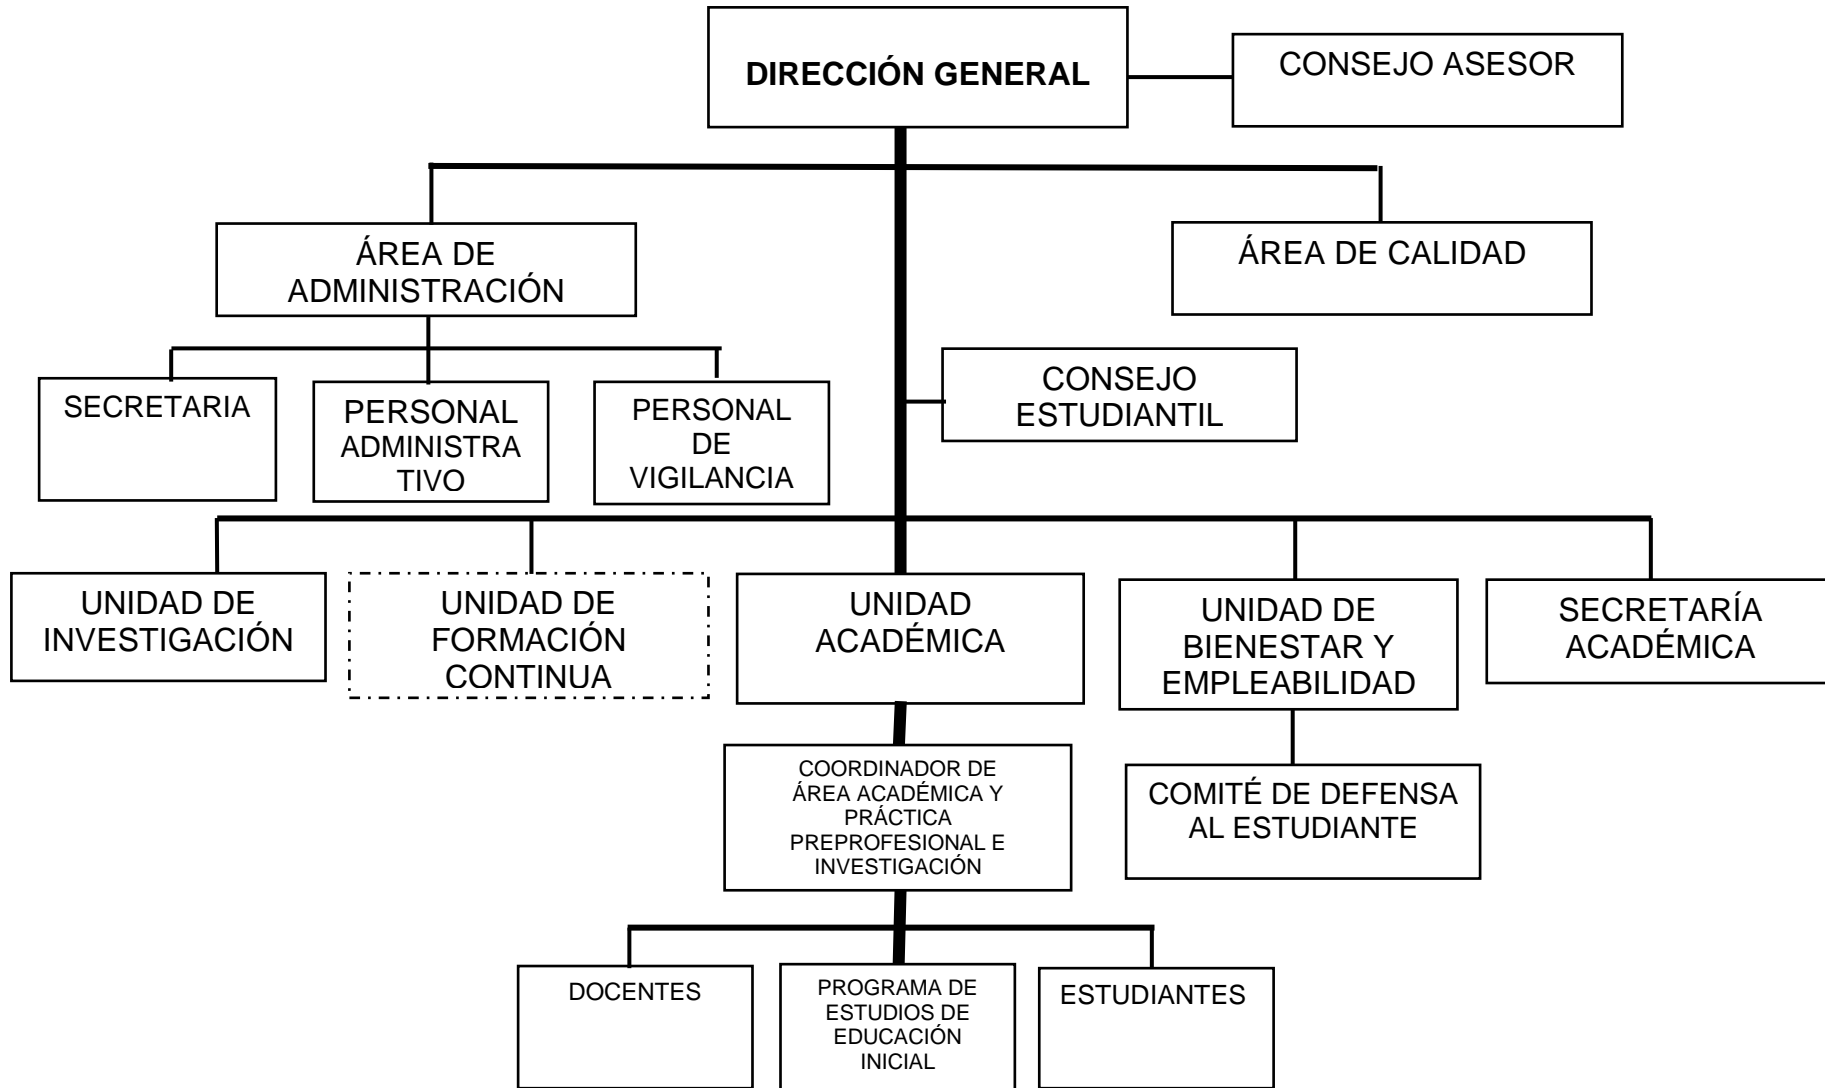 DIRECCIÓN GENERAL
CONSEJO ASESOR
ÁREA DE
ADMINISTRACIÓN
ÁREA DE CALIDAD
SECRETARIA
PERSONAL
ADMINISTRA
TIVO
PERSONAL
DE
VIGILANCIA
CONSEJO
ESTUDIANTIL
UNIDAD DE
INVESTIGACIÓN
UNIDAD DE
FORMACIÓN
CONTINUA
UNIDAD
ACADÉMICA
UNIDAD DE
BIENESTAR Y
EMPLEABILIDAD
SECRETARÍA
ACADÉMICA
COORDINADOR DE
ÁREA ACADÉMICA Y
PRÁCTICA
PREPROFESIONAL E
INVESTIGACIÓN
COMITÉ DE DEFENSA
AL ESTUDIANTE
DOCENTES
PROGRAMA DE
ESTUDIOS DE
EDUCACIÓN
INICIAL
ESTUDIANTES